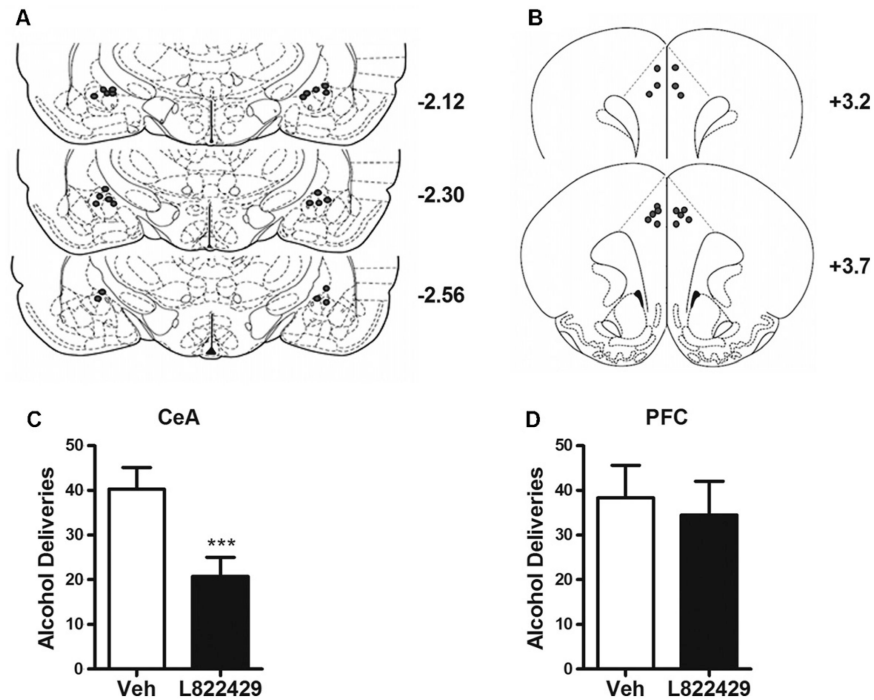 A
-2.12
-2.30
-2.56
B
+3.2
+3.7
C
CeA
Alcohol Deliveries
50
40
30
20
10
0
***
Veh L822429
D
PFC
Alcohol Deliveries
50
40
30
20
10
0
Veh L822429